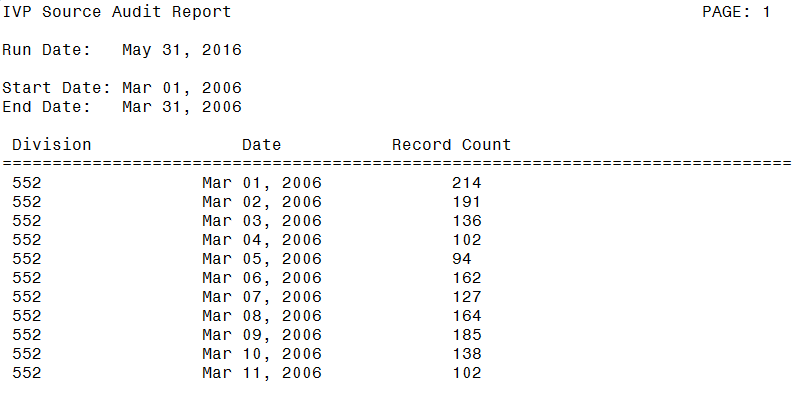 IVP Source Audit Report PAGE: 1
Run Date: May 31, 2016
Start Date: Mar 01, 2006
End Date: Mar 31, 2006
Division Date Record Count
===============================================================================
552 Mar 01, 2006 214
552 Mar 02, 2006 191
552 Mar 03, 2006 136
552 Mar 04, 2006 102
552 Mar 05, 2006 94
552 Mar 06, 2006 162
552 Mar 07, 2006 127
552 Mar 08, 2006 164
552 Mar 09, 2006 185
552 Mar 10, 2006 138
552 Mar 11, 2006 102